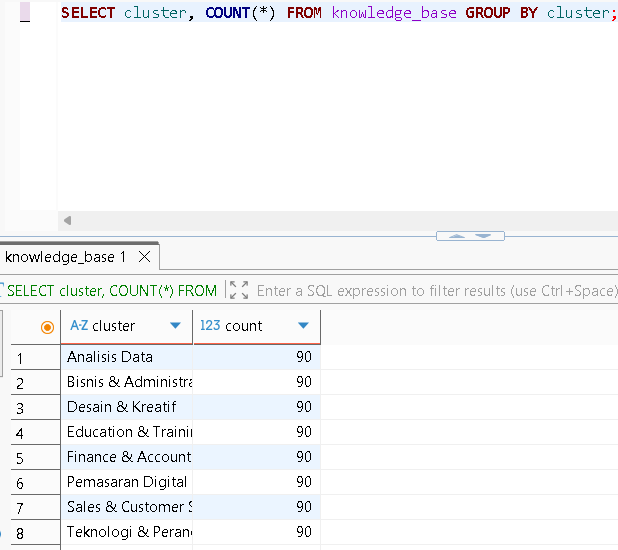 SELECT cluster, COUNT(*) FROM knowledge_base GROUP BY cluster;
knowledge_base 1
SELECT cluster, COUNT(*) FROM
Enter a SQL expression to filter results (use Ctrl+Space)
A-Z cluster 123 count
1 Analisis Data 90
2 Bisnis & Administra 90
3 Desain & Kreatif 90
4 Education & Traini 90
5 Finance & Account 90
6 Pemasaran Digital 90
7 Sales & Customer S 90
8 Teknologi & Peran 90